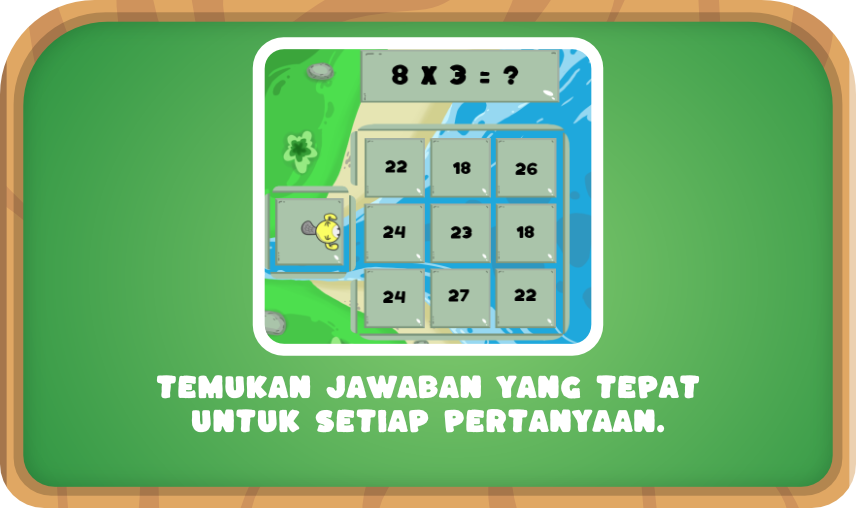 8 X 3 = ?
22 18 26
24 23 18
24 27 22
TEMUKAN JAWABAN YANG TEPAT
UNTUK SETIAP PERTANYAAN.